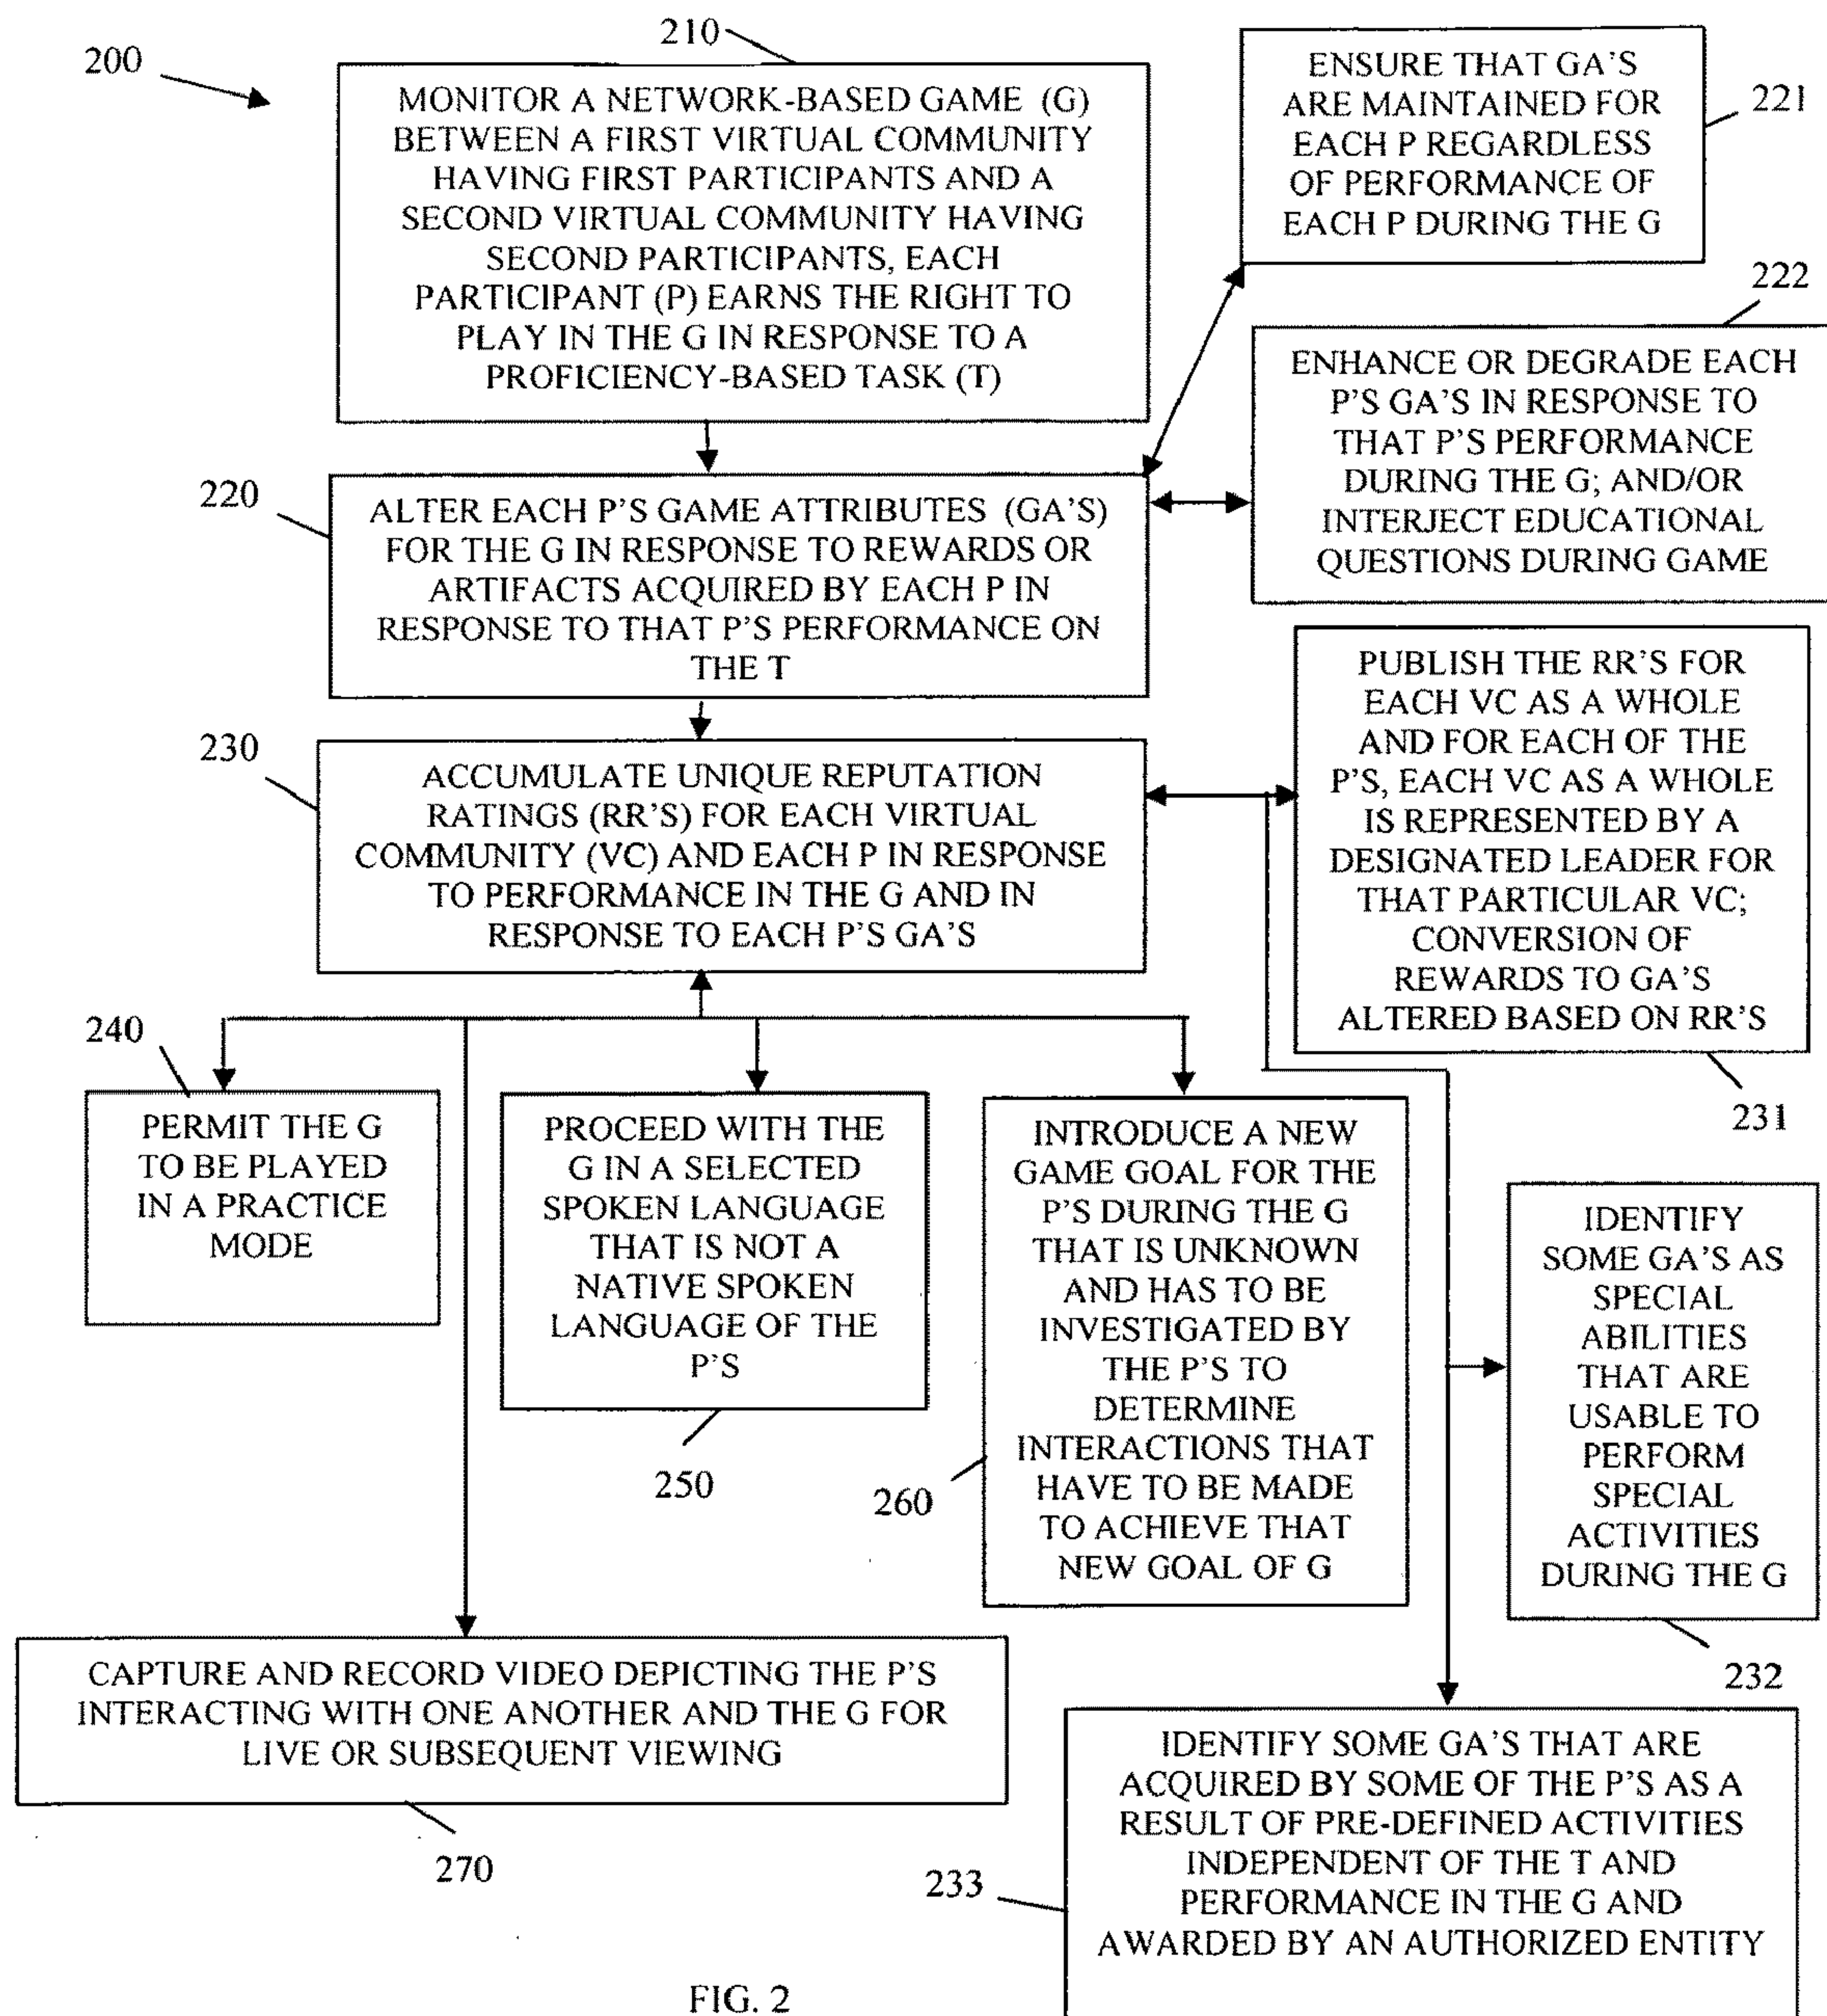 200
210
MONITOR A NETWORK-BASED GAME (G)
BETWEEN A FIRST VIRTUAL COMMUNITY
HAVING FIRST PARTICIPANTS AND A
SECOND VIRTUAL COMMUNITY HAVING
SECOND PARTICIPANTS, EACH
PARTICIPANT (P) EARNS THE RIGHT TO
PLAY IN THE G IN RESPONSE TO A
PROFICIENCY-BASED TASK (T)
ENSURE THAT GA'S
ARE MAINTAINED FOR
EACH P REGARDLESS
OF PERFORMANCE OF
EACH P DURING THE G
221
222
ENHANCE OR DEGRADE EACH
P'S GA'S IN RESPONSE TO
THAT P'S PERFORMANCE
DURING THE G; AND/OR
INTERJECT EDUCATIONAL
QUESTIONS DURING GAME
220
ALTER EACH P'S GAME ATTRIBUTES (GA'S)
FOR THE G IN RESPONSE TO REWARDS OR
ARTIFACTS ACQUIRED BY EACH P IN
RESPONSE TO THAT P'S PERFORMANCE ON
THE T
230
ACCUMULATE UNIQUE REPUTATION
RATINGS (RR'S) FOR EACH VIRTUAL
COMMUNITY (VC) AND EACH P IN RESPONSE
TO PERFORMANCE IN THE G AND IN
RESPONSE TO EACH P'S GA'S
PUBLISH THE RR'S FOR
EACH VC AS A WHOLE
AND FOR EACH OF THE
P'S, EACH VC AS A WHOLE
IS REPRESENTED BY A
DESIGNATED LEADER FOR
THAT PARTICULAR VC;
CONVERSION OF
REWARDS TO GA'S
ALTERED BASED ON RR'S
231
240
PERMIT THE G
TO BE PLAYED
IN A PRACTICE
MODE
PROCEED WITH THE
G IN A SELECTED
SPOKEN LANGUAGE
THAT IS NOT A
NATIVE SPOKEN
LANGUAGE OF THE
P'S
250
INTRODUCE A NEW
GAME GOAL FOR THE
P'S DURING THE G
THAT IS UNKNOWN
AND HAS TO BE
INVESTIGATED BY
THE P'S TO
DETERMINE
INTERACTIONS THAT
HAVE TO BE MADE
TO ACHIEVE THAT
NEW GOAL OF G
260
IDENTIFY
SOME GA'S AS
SPECIAL
ABILITIES
THAT ARE
USABLE TO
PERFORM
SPECIAL
ACTIVITIES
DURING THE G
232
CAPTURE AND RECORD VIDEO DEPICTING THE P'S
INTERACTING WITH ONE ANOTHER AND THE G FOR
LIVE OR SUBSEQUENT VIEWING
270
IDENTIFY SOME GA'S THAT ARE
ACQUIRED BY SOME OF THE P'S AS A
RESULT OF PRE-DEFINED ACTIVITIES
INDEPENDENT OF THE T AND
PERFORMANCE IN THE G AND
AWARDED BY AN AUTHORIZED ENTITY
233
FIG. 2